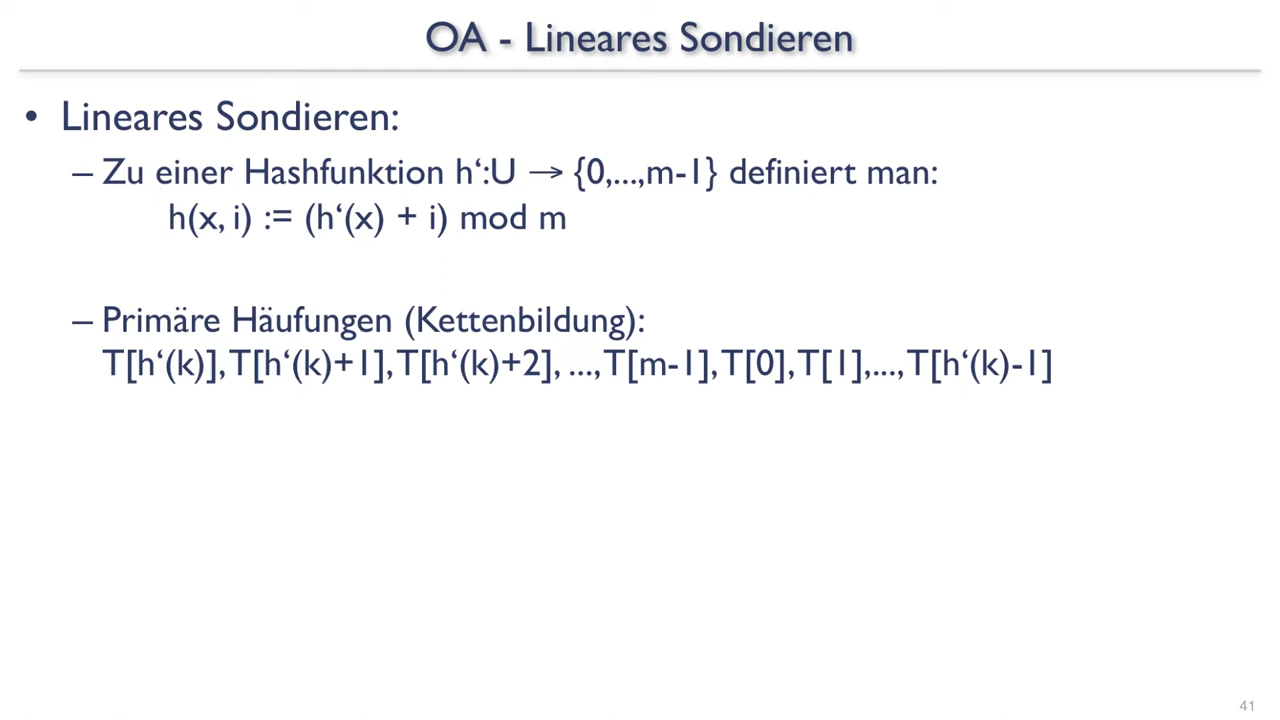 OA - Lineares Sondieren
• Lineares Sondieren:
– Zu einer Hashfunktion h‘:U → {0,...,m-1} definiert man:
h(x, i) := (h‘(x) + i) mod m
– Primäre Häufungen (Kettenbildung):
T[h‘(k)], T[h‘(k)+1], T[h‘(k)+2], ..., T[m-1], T[0], T[1],..., T[h‘(k)-1]
41